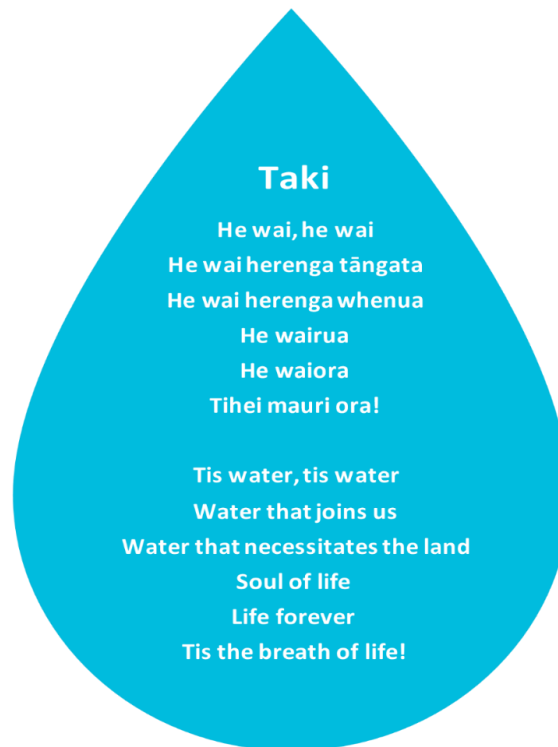 Taki
He wai, he wai
He wai herenga tāngata
He wai herenga whenua
He wairua
He waiora
Tihei mauri ora!
Tis water, tis water
Water that joins us
Water that necessitates the land
Soul of life
Life forever
Tis the breath of life!